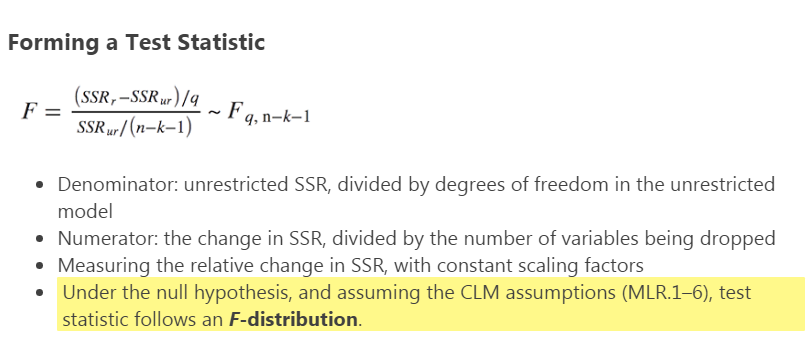 Forming a Test Statistic
F = (SSR_r − SSR_ur)/q / SSR_ur/(n−k−1) ~ F_q, n−k−1
• Denominator: unrestricted SSR, divided by degrees of freedom in the unrestricted
model
• Numerator: the change in SSR, divided by the number of variables being dropped
• Measuring the relative change in SSR, with constant scaling factors
• Under the null hypothesis, and assuming the CLM assumptions (MLR.1–6), test
statistic follows an F-distribution.